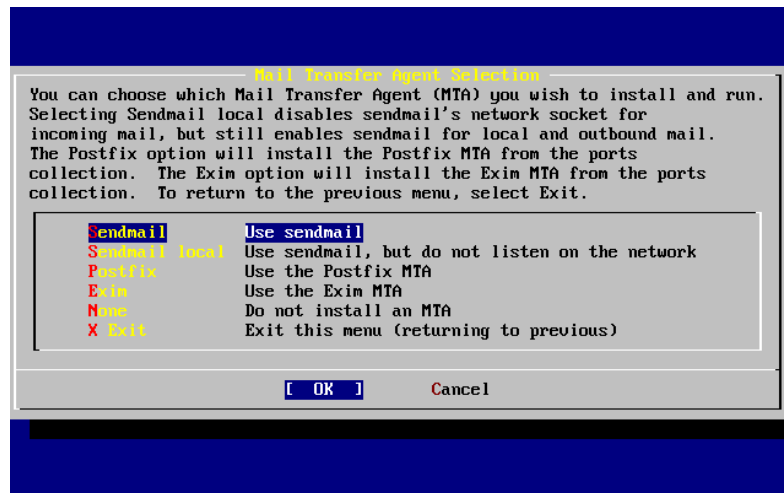 Mail Transfer Agent Selection
You can choose which Mail Transfer Agent (MTA) you wish to install and run.
Selecting Sendmail local disables sendmail's network socket for
incoming mail, but still enables sendmail for local and outbound mail.
The Postfix option will install the Postfix MTA from the ports
collection.  The Exim option will install the Exim MTA from the ports
collection.  To return to the previous menu, select Exit.
Sendmail Use sendmail
Sendmail local Use sendmail, but do not listen on the network
Postfix Use the Postfix MTA
Exim Use the Exim MTA
None Do not install an MTA
X Exit Exit this menu (returning to previous)
[ OK ] Cancel